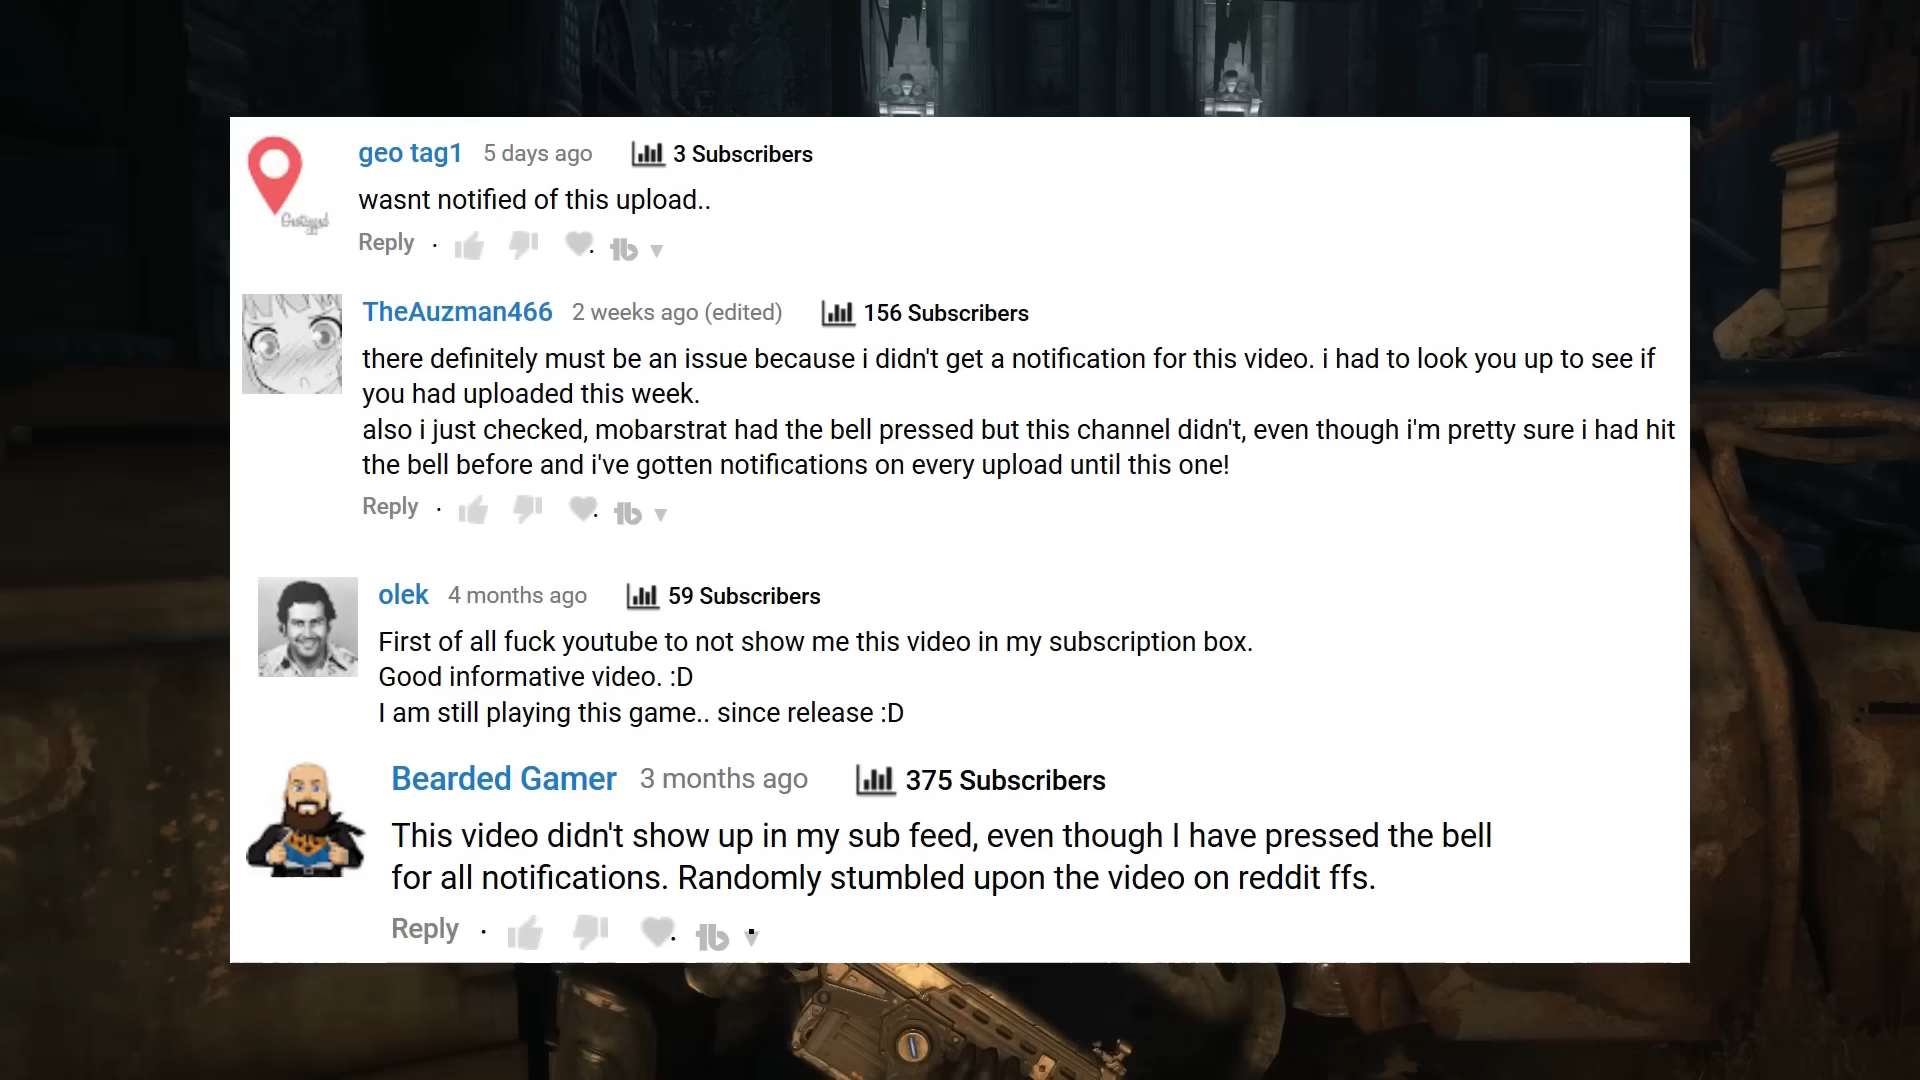 geo tag1 5 days ago 3 Subscribers
wasnt notified of this upload..
Reply
TheAuzman466 2 weeks ago (edited) 156 Subscribers
there definitely must be an issue because i didn't get a notification for this video. i had to look you up to see if
you had uploaded this week.
also i just checked, mobarstrat had the bell pressed but this channel didn't, even though i'm pretty sure i had hit
the bell before and i've gotten notifications on every upload until this one!
Reply
olek 4 months ago 59 Subscribers
First of all fuck youtube to not show me this video in my subscription box.
Good informative video. :D
I am still playing this game.. since release :D
Bearded Gamer 3 months ago 375 Subscribers
This video didn't show up in my sub feed, even though I have pressed the bell
for all notifications. Randomly stumbled upon the video on reddit ffs.
Reply